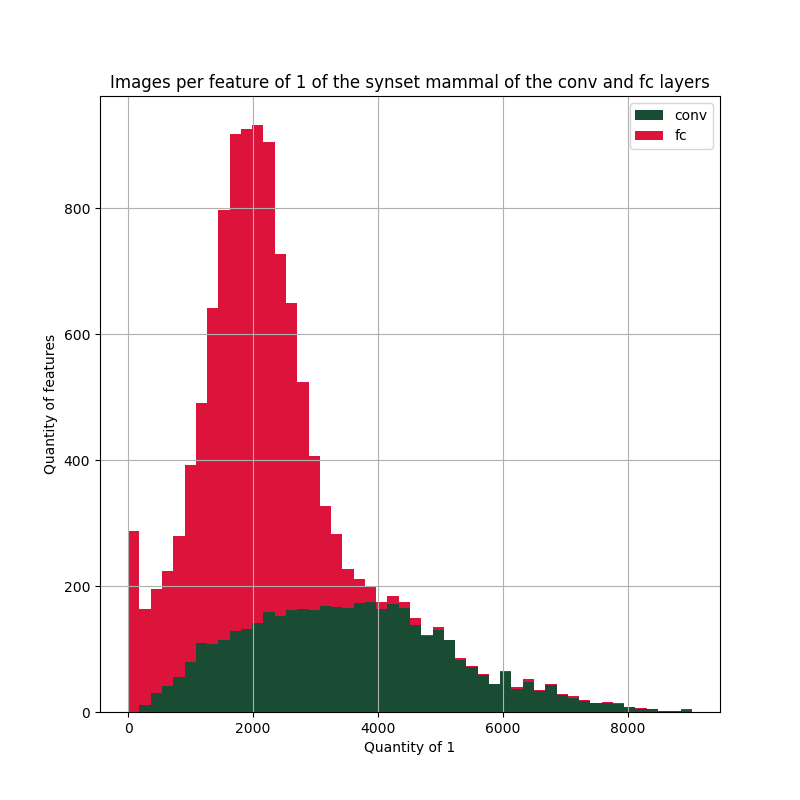 Images per feature of 1 of the synset mammal of the conv and fc layers
conv
fc
800
600
400
200
0
Quantity of features
0 2000 4000 6000 8000
Quantity of 1